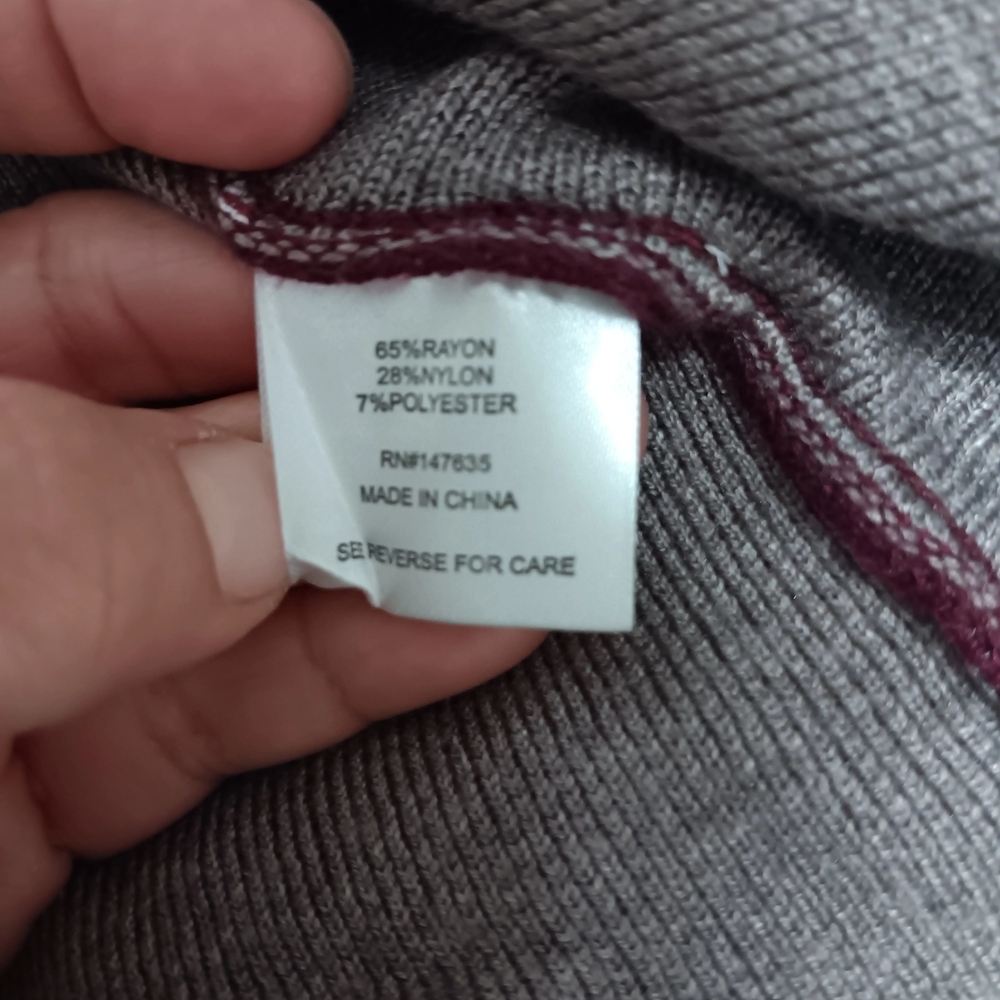 65%RAYON
28%NYLON
7%POLYESTER
RN#147635
MADE IN CHINA
SEE REVERSE FOR CARE